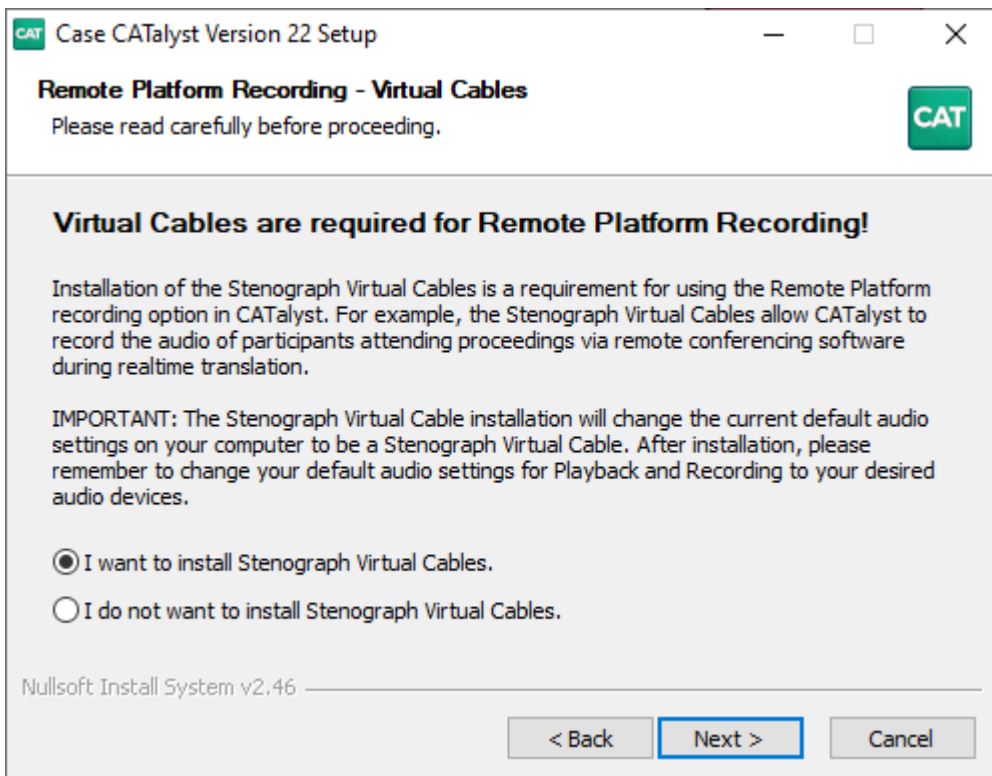 CAT Case CATalyst Version 22 Setup
Remote Platform Recording - Virtual Cables
Please read carefully before proceeding.
CAT
Virtual Cables are required for Remote Platform Recording!
Installation of the Stenograph Virtual Cables is a requirement for using the Remote Platform
recording option in CATalyst. For example, the Stenograph Virtual Cables allow CATalyst to
record the audio of participants attending proceedings via remote conferencing software
during realtime translation.
IMPORTANT: The Stenograph Virtual Cable installation will change the current default audio
settings on your computer to be a Stenograph Virtual Cable. After installation, please
remember to change your default audio settings for Playback and Recording to your desired
audio devices.
I want to install Stenograph Virtual Cables.
I do not want to install Stenograph Virtual Cables.
Nullsoft Install System v2.46
< Back Next > Cancel